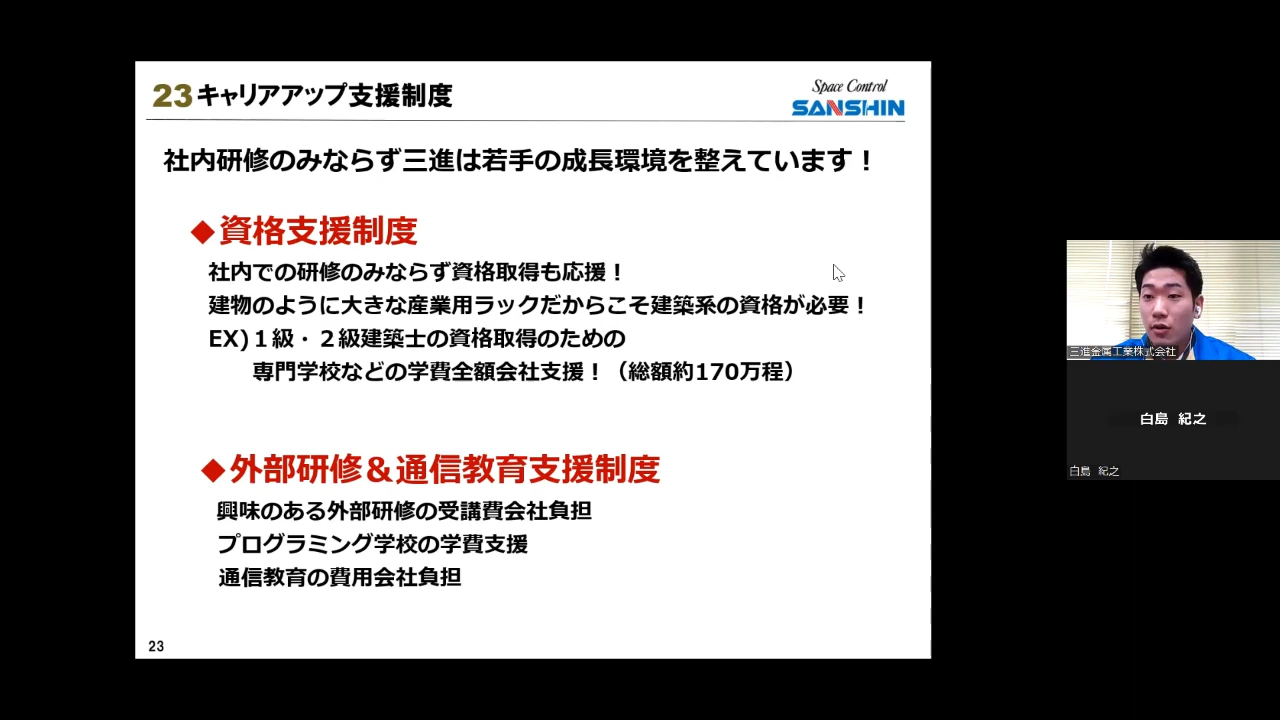 23 キャリアアップ支援制度
Space Control
SANSHIN
社内研修のみならず三進は若手の成長環境を整えています！
◆資格支援制度
社内での研修のみならず資格取得も応援！
建物のように大きな産業用ラックだからこそ建築系の資格が必要！
EX)１級・２級建築士の資格取得のための
専門学校などの学費全額会社支援！（総額約170万程）
◆外部研修＆通信教育支援制度
興味のある外部研修の受講費会社負担
プログラミング学校の学費支援
通信教育の費用会社負担
23
三進金属工業株式会社
白島 紀之
白島 紀之